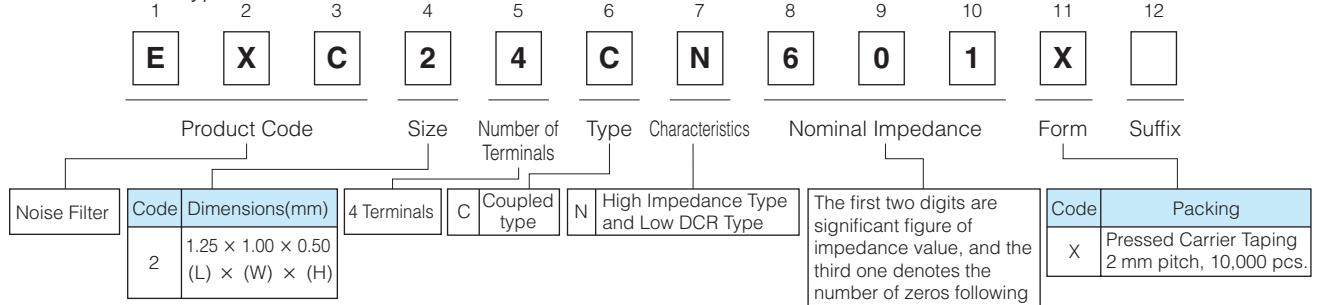 1 2 3 4 5 6 7 8 9 10 11 12
E X C 2 4 C N 6 0 1 X
Product Code Size Number of Terminals Type Characteristics Nominal Impedance Form Suffix
Noise Filter
Code Dimensions(mm)
2 1.25 × 1.00 × 0.50
(L) × (W) × (H)
4 Terminals
C Coupled
type
N High Impedance Type
and Low DCR Type
The first two digits are
significant figure of
impedance value, and the
third one denotes the
number of zeros following
Code Packing
X Pressed Carrier Taping
2 mm pitch, 10,000 pcs.